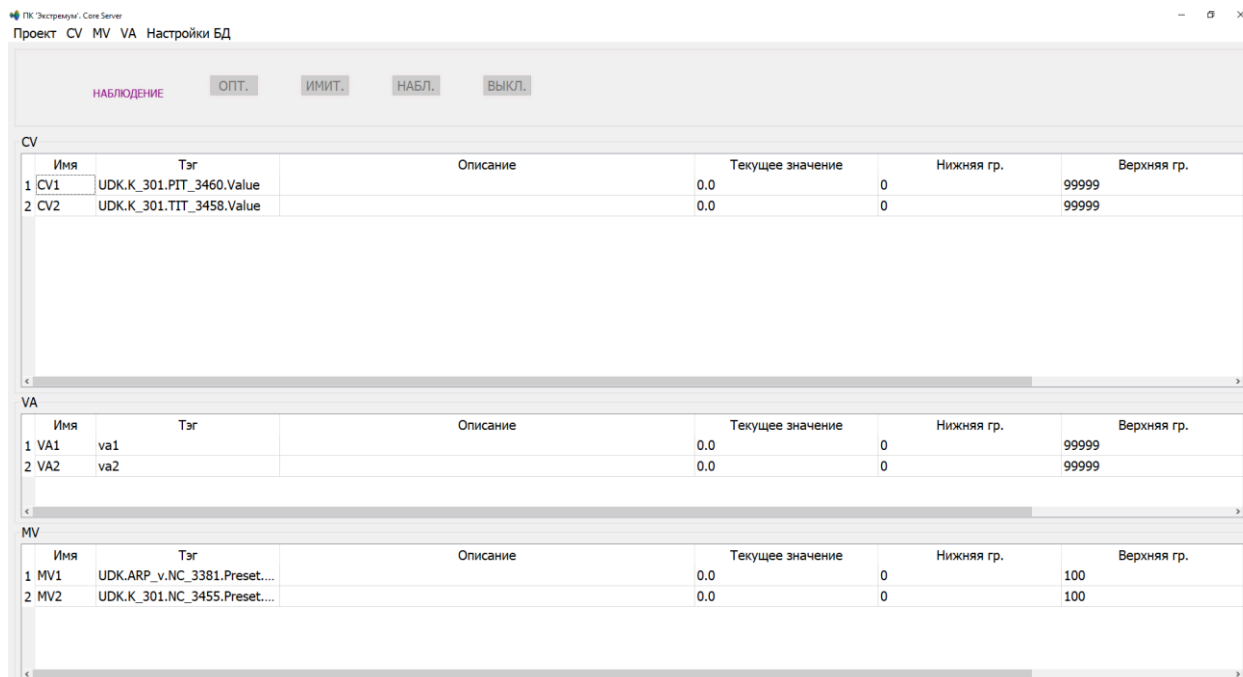 ПК 'Экстремум'. Core Server
Проект CV MV VA Настройки БД
НАБЛЮДЕНИЕ ОПТ. ИМИТ. НАБЛ. ВЫКЛ.
CV
Имя Тэг Описание Текущее значение Нижняя гр. Верхняя гр.
1 CV1 UDK.K_301.PIT_3460.Value 0.0 0 99999
2 CV2 UDK.K_301.TIT_3458.Value 0.0 0 99999
VA
Имя Тэг Описание Текущее значение Нижняя гр. Верхняя гр.
1 VA1 va1 0.0 0 99999
2 VA2 va2 0.0 0 99999
MV
Имя Тэг Описание Текущее значение Нижняя гр. Верхняя гр.
1 MV1 UDK.ARP_v.NC_3381.Preset.... 0.0 0 100
2 MV2 UDK.K_301.NC_3455.Preset.... 0.0 0 100